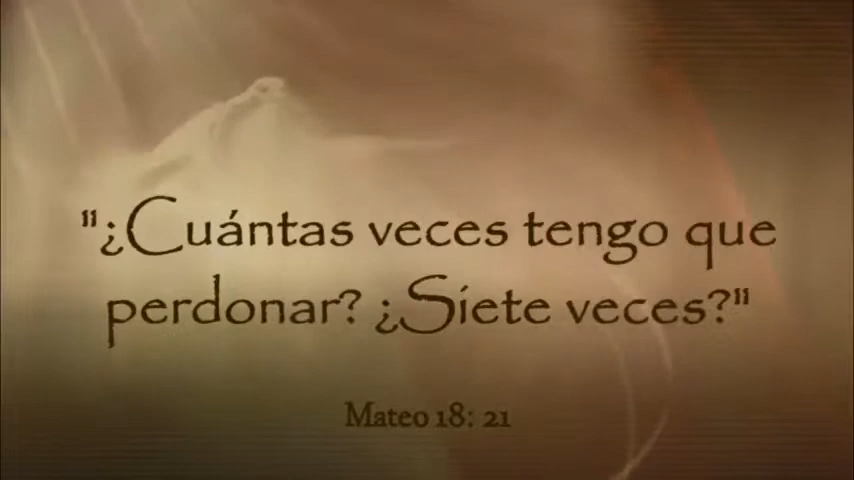 "¿Cuántas veces tengo que
perdonar? ¿Siete veces?"
Mateo 18: 21